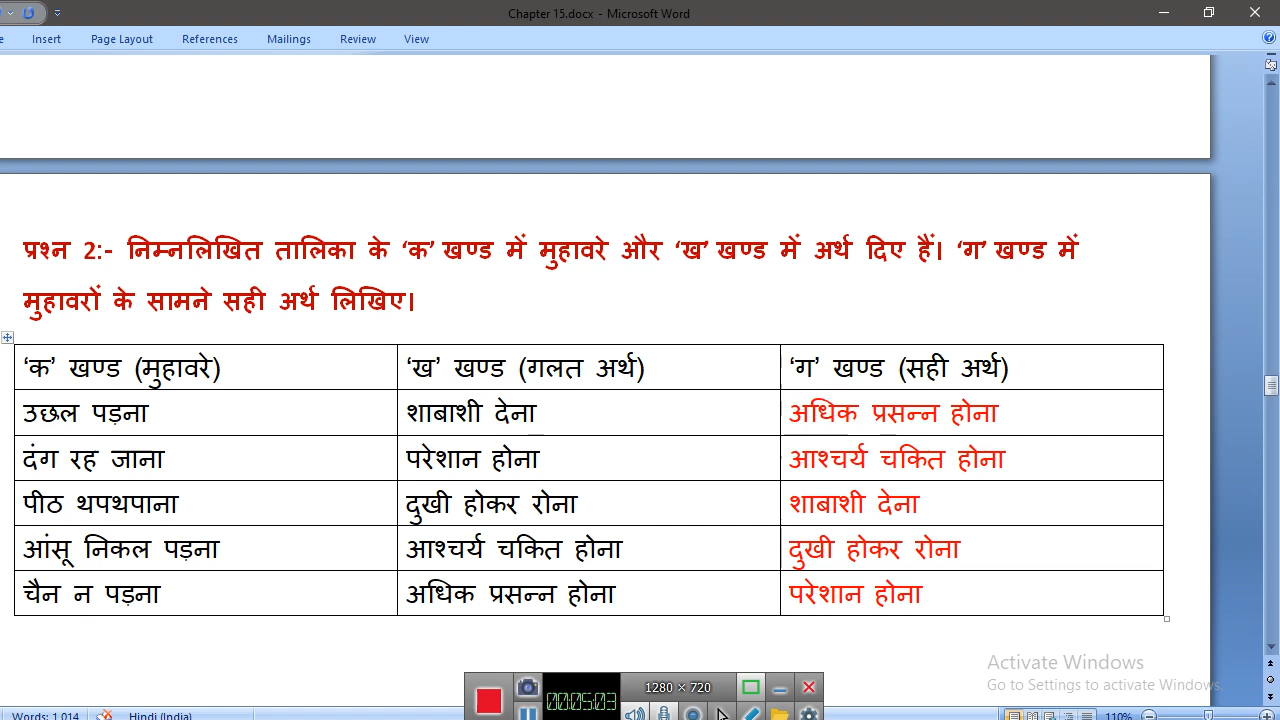 Chapter 15.docx - Microsoft Word
Insert Page Layout References Mailings Review View
प्रश्न 2:- निम्नलिखित तालिका के ‘क’ खण्ड में मुहावरे और ‘ख’ खण्ड में अर्थ दिए हैं। ‘ग’ खण्ड में
मुहावरों के सामने सही अर्थ लिखिए।
‘क’ खण्ड (मुहावरे) ‘ख’ खण्ड (गलत अर्थ) ‘ग’ खण्ड (सही अर्थ)
उछल पड़ना शाबाशी देना अधिक प्रसन्न होना
दंग रह जाना परेशान होना आश्चर्य चकित होना
पीठ थपथपाना दुखी होकर रोना शाबाशी देना
आंसू निकल पड़ना आश्चर्य चकित होना दुखी होकर रोना
चैन न पड़ना अधिक प्रसन्न होना परेशान होना
Activate Windows
Go to Settings to activate Windows.
1280 × 720
00:05:03
Words: 1,014 Hindi (India) 110%